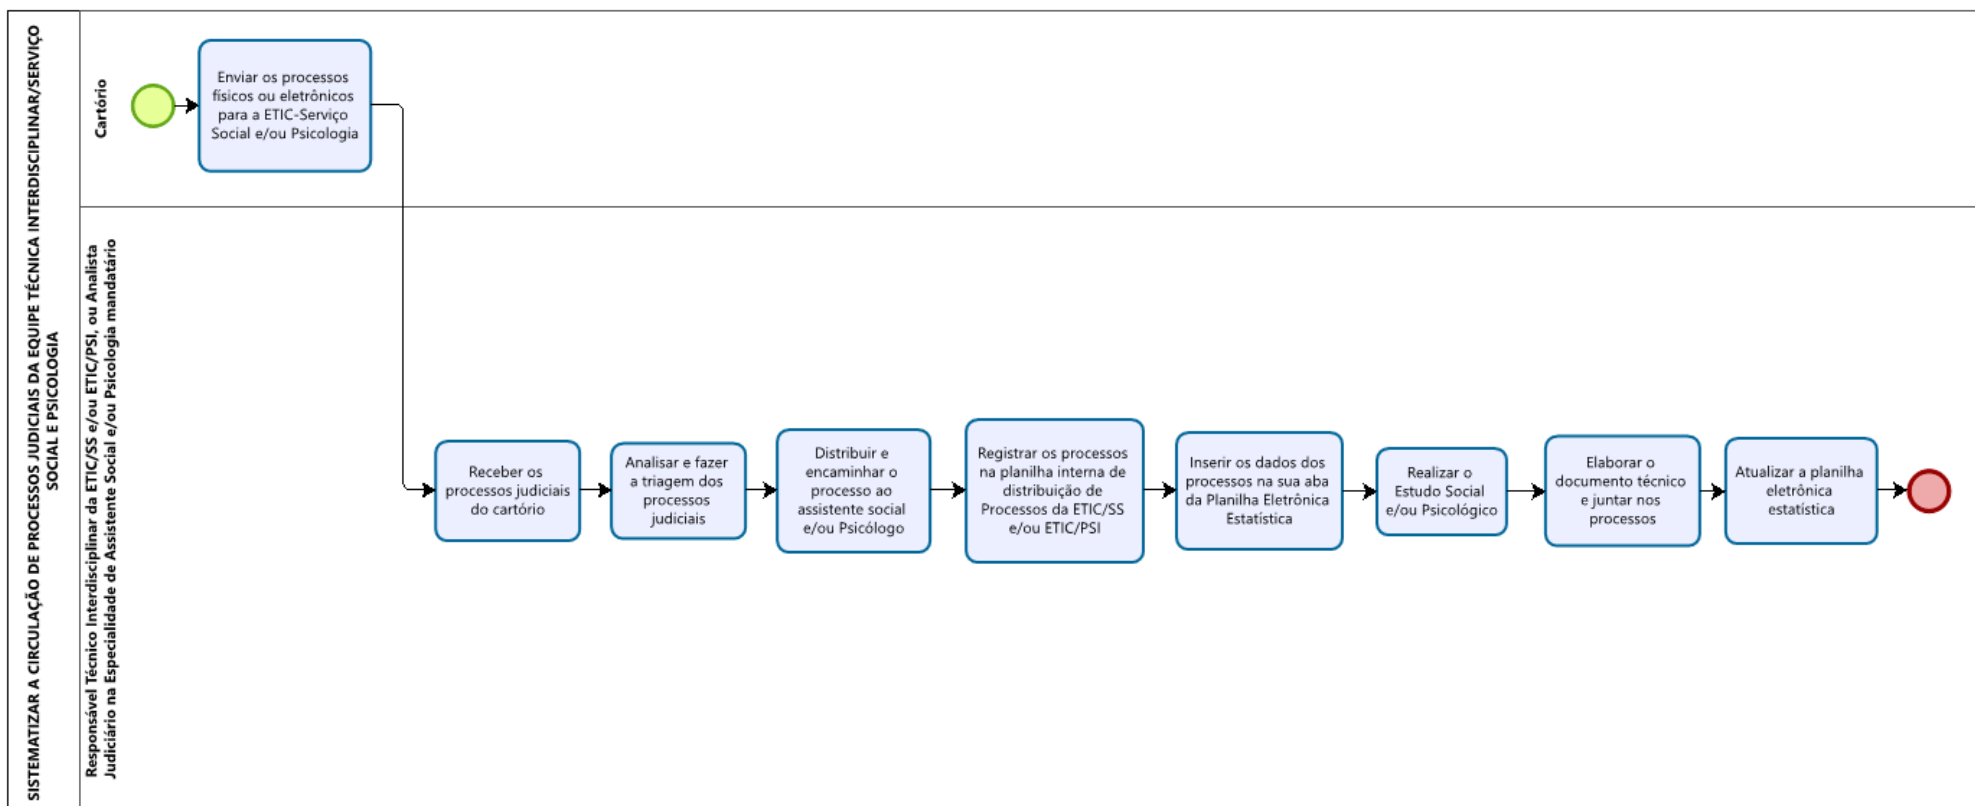 SISTEMATIZAR A CIRCULAÇÃO DE PROCESSOS JUDICIAIS DA EQUIPE TÉCNICA INTERDISCIPLINAR/SERVIÇO
SOCIAL E PSICOLOGIA
Cartório
Enviar os processos
físicos ou eletrônicos
para a ETIC-Serviço
Social e/ou Psicologia
Responsável Técnico Interdisciplinar da ETIC/SS e/ou ETIC/PSI, ou Analista
Judiciário na Especialidade de Assistente Social e/ou Psicologia mandatário
Receber os
processos judiciais
do cartório
Analisar e fazer
a triagem dos
processos
judiciais
Distribuir e
encaminhar o
processo ao
assistente social
e/ou Psicólogo
Registrar os processos
na planilha interna de
distribuição de
Processos da ETIC/SS
e/ou ETIC/PSI
Inserir os dados dos
processos na sua aba
da Planilha Eletrônica
Estatística
Realizar o
Estudo Social
e/ou Psicológico
Elaborar o
documento técnico
e juntar nos
processos
Atualizar a planilha
eletrônica
estatística